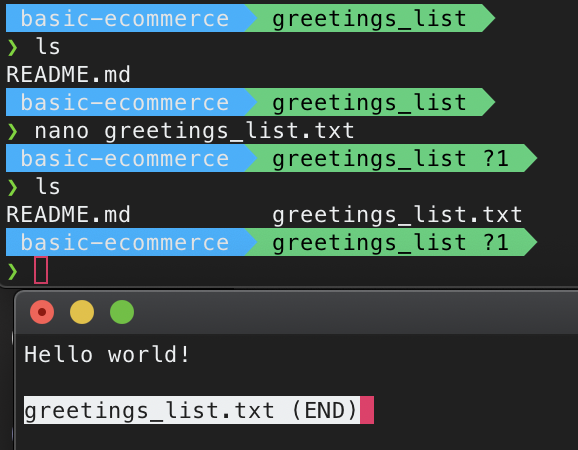 basic-ecommerce greetings_list
❯ ls
README.md
basic-ecommerce greetings_list
❯ nano greetings_list.txt
basic-ecommerce greetings_list ?1
❯ ls
README.md greetings_list.txt
basic-ecommerce greetings_list ?1
❯
Hello world!
greetings_list.txt (END)